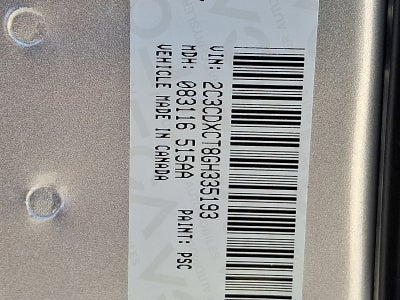 VIN: 2C3CDXCT8GH335193
MDH: 083116 515AA PAINT: PSC
VEHICLE MADE IN CANADA